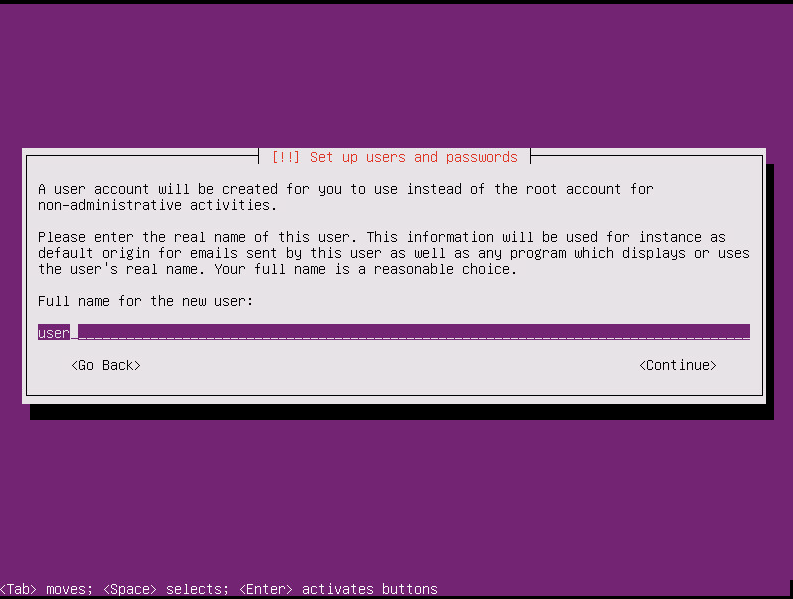 [!!] Set up users and passwords
A user account will be created for you to use instead of the root account for
non-administrative activities.
Please enter the real name of this user. This information will be used for instance as
default origin for emails sent by this user as well as any program which displays or uses
the user's real name. Your full name is a reasonable choice.
Full name for the new user:
user
<Go Back> <Continue>
<Tab> moves; <Space> selects; <Enter> activates buttons